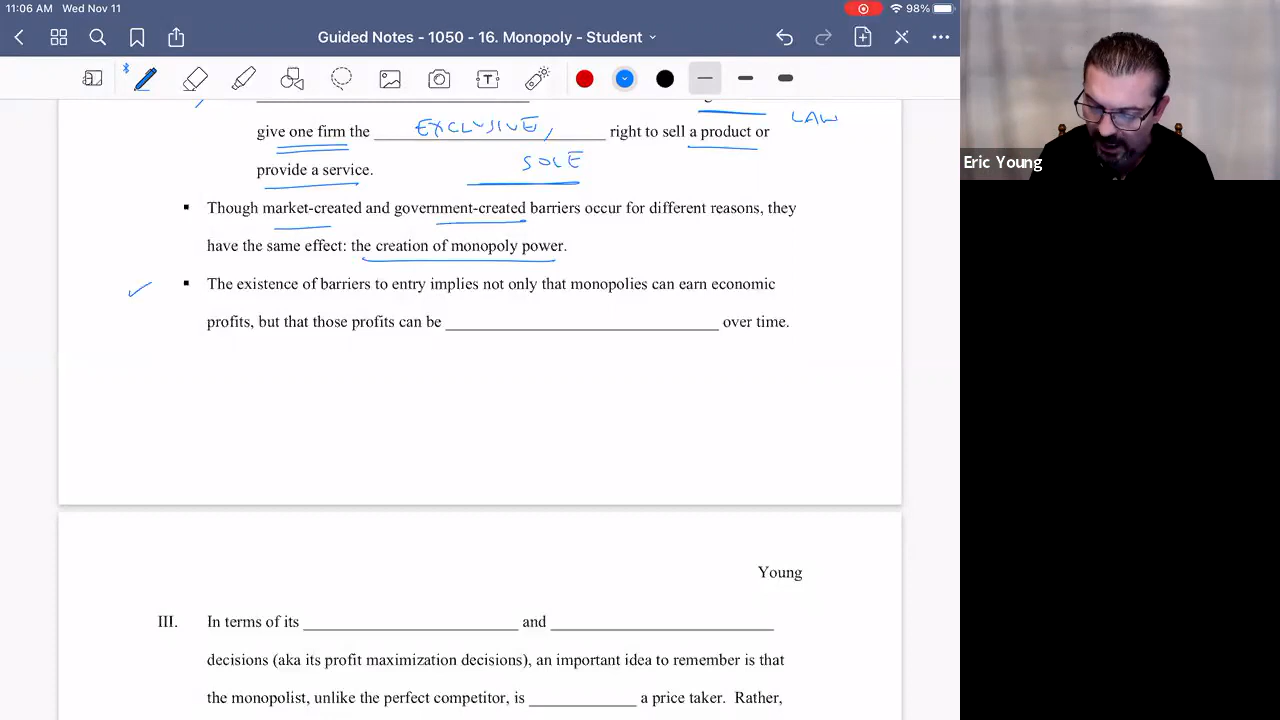 11:06 AM Wed Nov 11
98%
Guided Notes - 1050 - 16. Monopoly - Student
LAW
give one firm the EXCLUSIVE, right to sell a product or
SOLE
provide a service.
Though market-created and government-created barriers occur for different reasons, they
have the same effect: the creation of monopoly power.
The existence of barriers to entry implies not only that monopolies can earn economic
profits, but that those profits can be ____ over time.
Young
III. In terms of its ____ and ____
decisions (aka its profit maximization decisions), an important idea to remember is that
the monopolist, unlike the perfect competitor, is ____ a price taker. Rather,
Eric Young